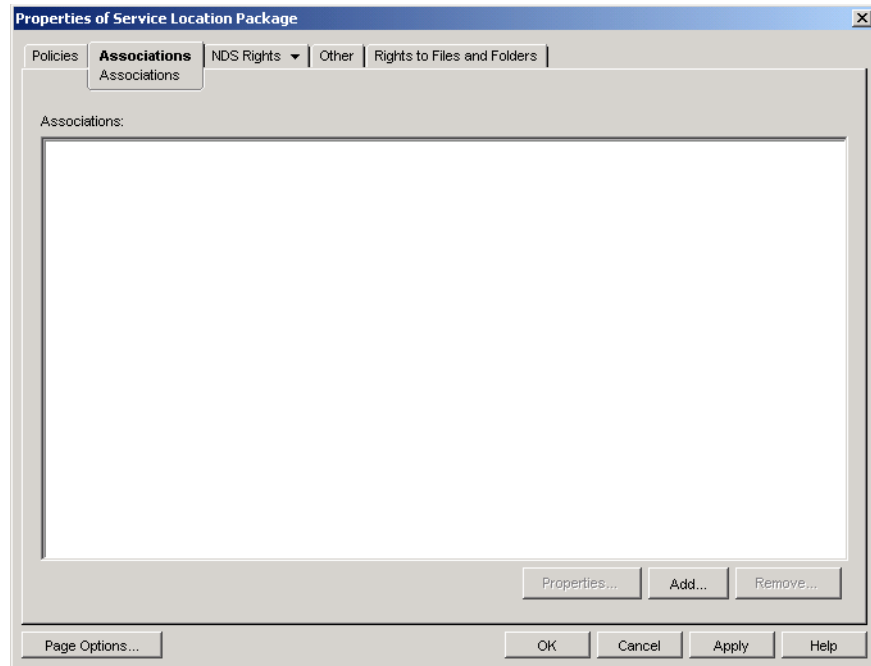 Properties of Service Location Package
Policies Associations NDS Rights Other Rights to Files and Folders
Associations
Associations:
Properties... Add... Remove...
Page Options... OK Cancel Apply Help